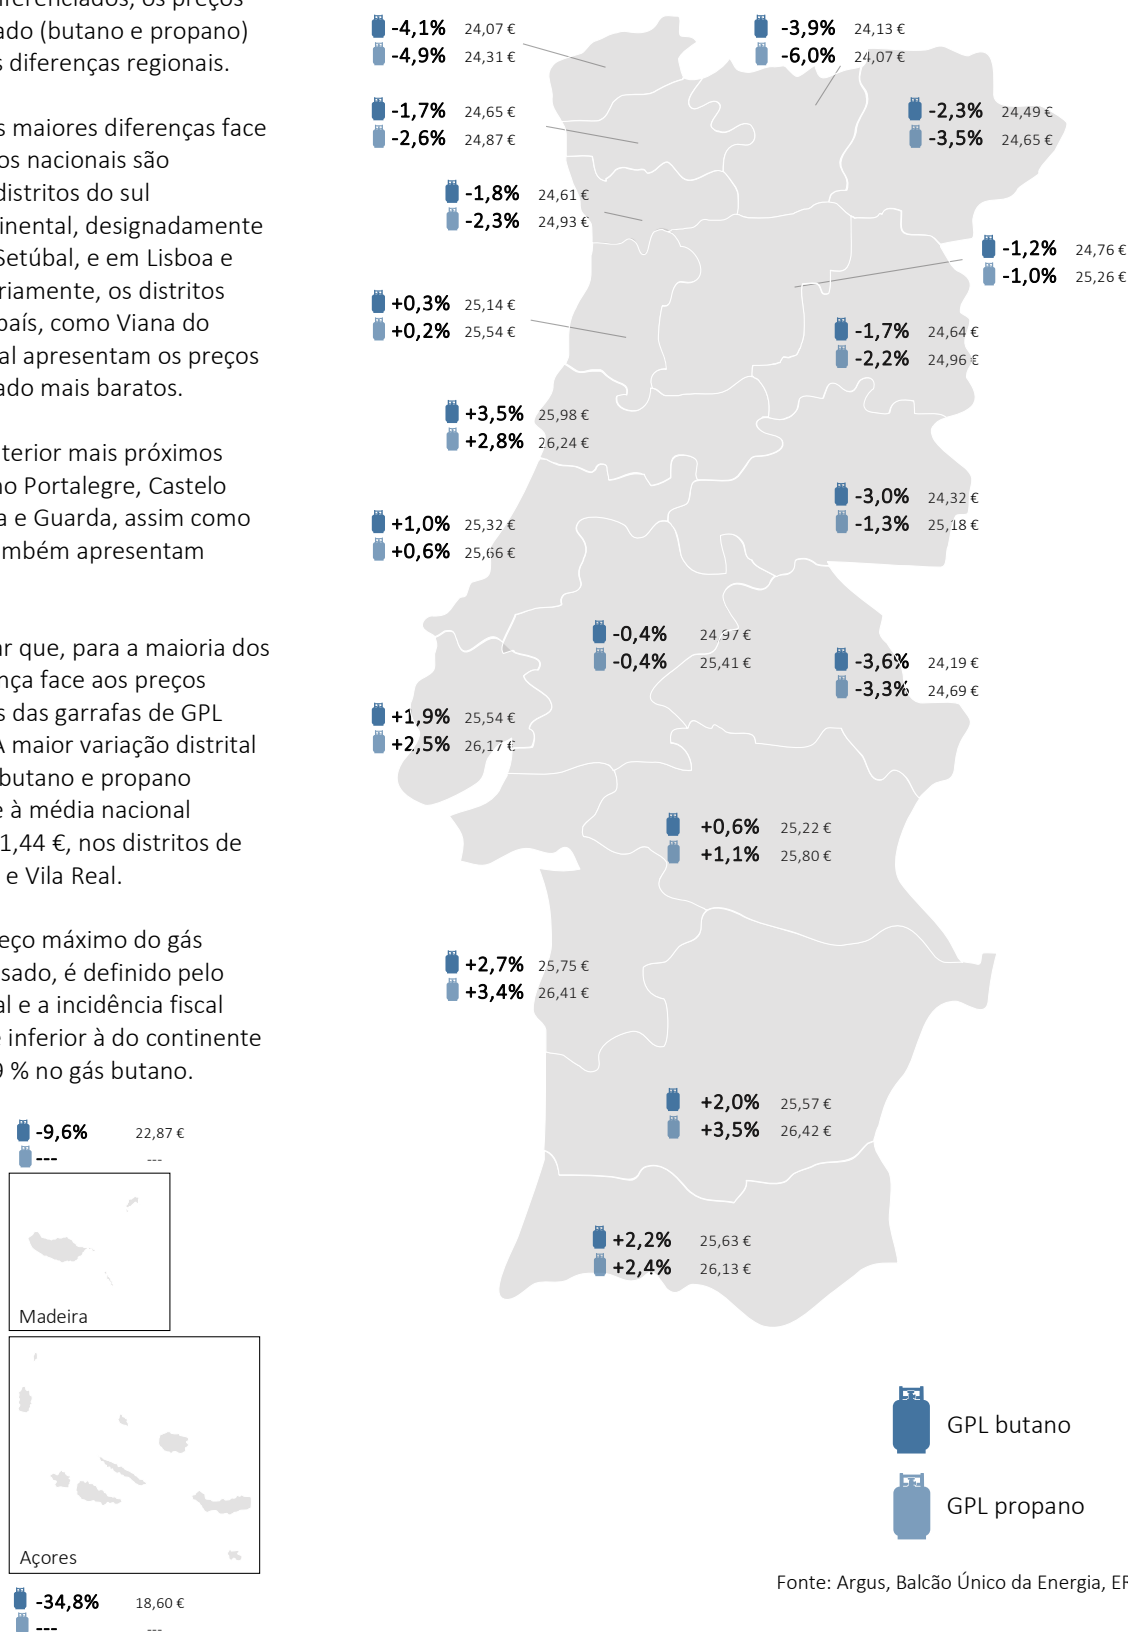 ferenciados, os preços
ado (butano e propano)
s diferenças regionais.
s maiores diferenças face
os nacionais são
distritos do sul
inental, designadamente
Setúbal, e em Lisboa e
riamente, os distritos
país, como Viana do
al apresentam os preços
ado mais baratos.
terior mais próximos
no Portalegre, Castelo
a e Guarda, assim como
ambém apresentam
ar que, para a maioria dos
nça face aos preços
s das garrafas de GPL
A maior variação distrital
butano e propano
e à média nacional
1,44 €, nos distritos de
e Vila Real.
eço máximo do gás
sado, é definido pelo
al e a incidência fiscal
e inferior à do continente
9 % no gás butano.
-9,6% 22,87 €
--- ---
Madeira
Açores
-34,8% 18,60 €
--- ---
-4,1% 24,07 €
-4,9% 24,31 €
-3,9% 24,13 €
-6,0% 24,07 €
-1,7% 24,65 €
-2,6% 24,87 €
-2,3% 24,49 €
-3,5% 24,65 €
-1,8% 24,61 €
-2,3% 24,93 €
-1,2% 24,76 €
-1,0% 25,26 €
+0,3% 25,14 €
+0,2% 25,54 €
-1,7% 24,64 €
-2,2% 24,96 €
+3,5% 25,98 €
+2,8% 26,24 €
-3,0% 24,32 €
-1,3% 25,18 €
+1,0% 25,32 €
+0,6% 25,66 €
-0,4% 24,97 €
-0,4% 25,41 €
-3,6% 24,19 €
-3,3% 24,69 €
+1,9% 25,54 €
+2,5% 26,17 €
+0,6% 25,22 €
+1,1% 25,80 €
+2,7% 25,75 €
+3,4% 26,41 €
+2,0% 25,57 €
+3,5% 26,42 €
+2,2% 25,63 €
+2,4% 26,13 €
GPL butano
GPL propano
Fonte: Argus, Balcão Único da Energia, ER